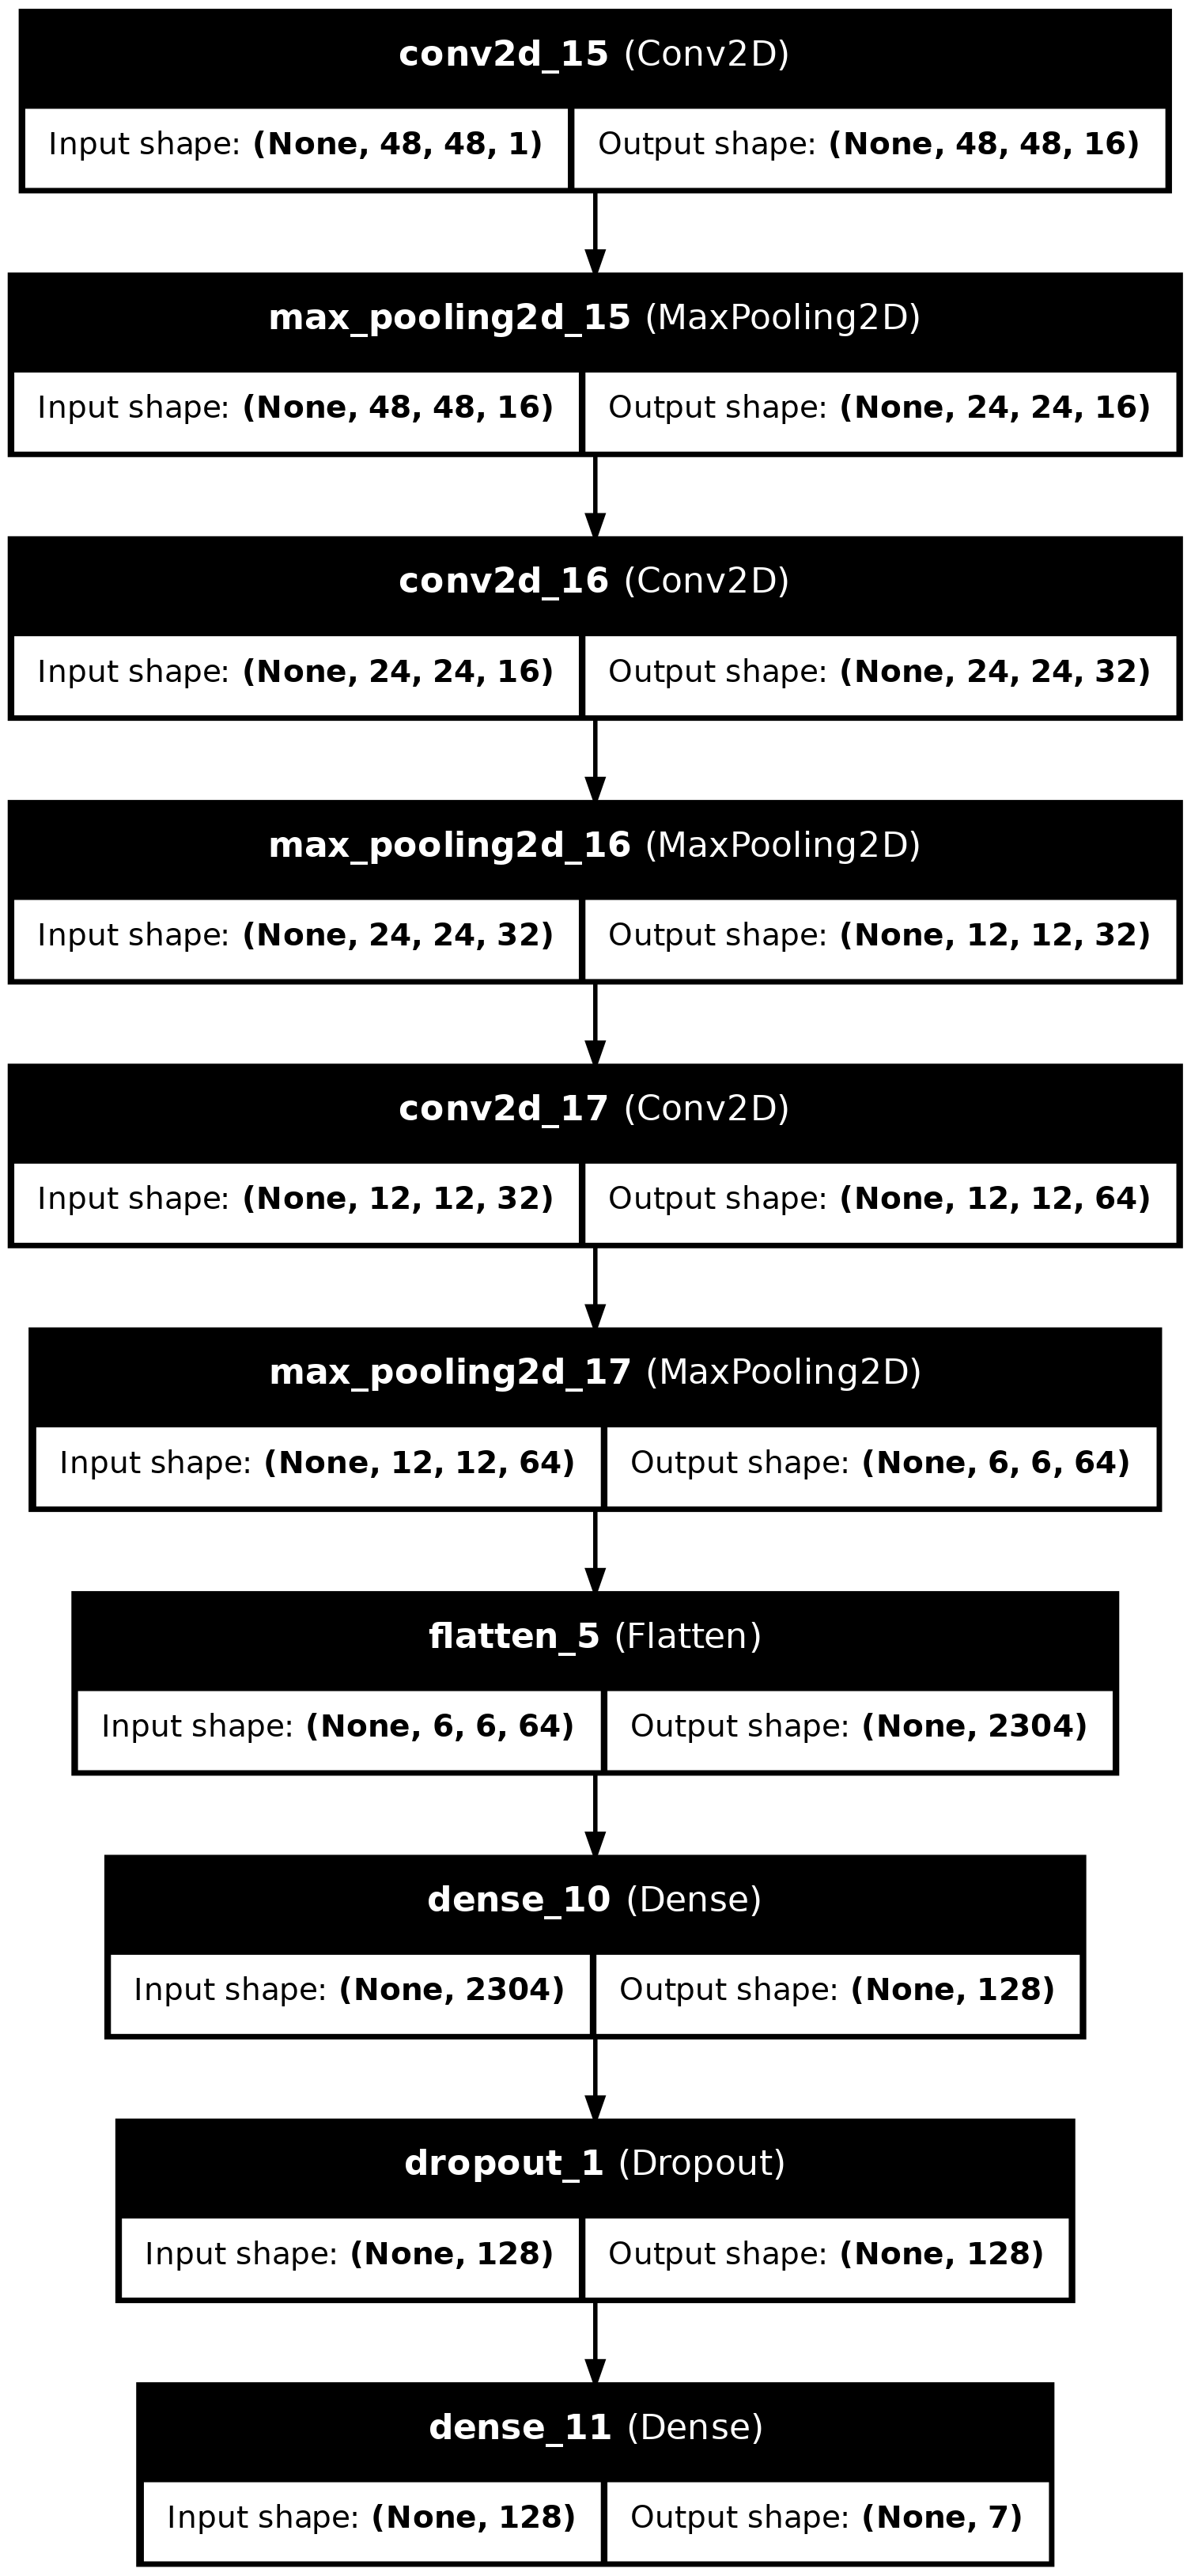 conv2d_15 (Conv2D)
Input shape: (None, 48, 48, 1) Output shape: (None, 48, 48, 16)
max_pooling2d_15 (MaxPooling2D)
Input shape: (None, 48, 48, 16) Output shape: (None, 24, 24, 16)
conv2d_16 (Conv2D)
Input shape: (None, 24, 24, 16) Output shape: (None, 24, 24, 32)
max_pooling2d_16 (MaxPooling2D)
Input shape: (None, 24, 24, 32) Output shape: (None, 12, 12, 32)
conv2d_17 (Conv2D)
Input shape: (None, 12, 12, 32) Output shape: (None, 12, 12, 64)
max_pooling2d_17 (MaxPooling2D)
Input shape: (None, 12, 12, 64) Output shape: (None, 6, 6, 64)
flatten_5 (Flatten)
Input shape: (None, 6, 6, 64) Output shape: (None, 2304)
dense_10 (Dense)
Input shape: (None, 2304) Output shape: (None, 128)
dropout_1 (Dropout)
Input shape: (None, 128) Output shape: (None, 128)
dense_11 (Dense)
Input shape: (None, 128) Output shape: (None, 7)